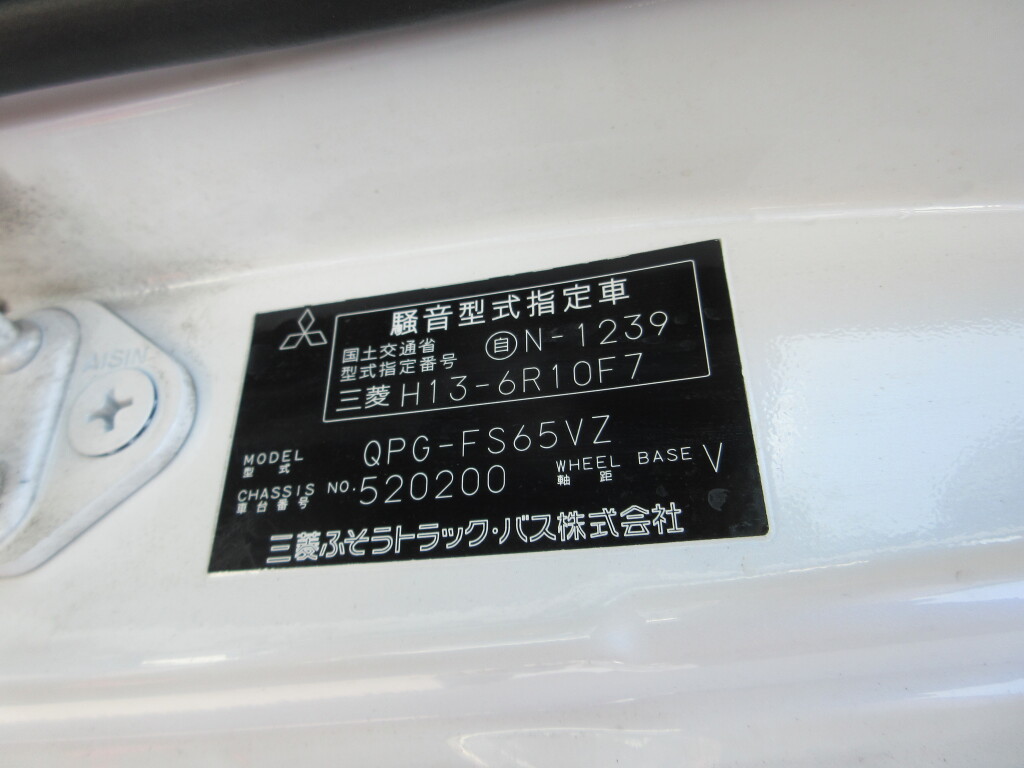 AISIN
騒音型式指定車
国土交通省
型式指定番号 自N-1239
三菱 H13-6R10F7
MODEL
型式 QPG-FS65VZ
CHASSIS NO. 520200 WHEEL BASE V
車台番号 軸距
三菱ふそうトラック・バス株式会社